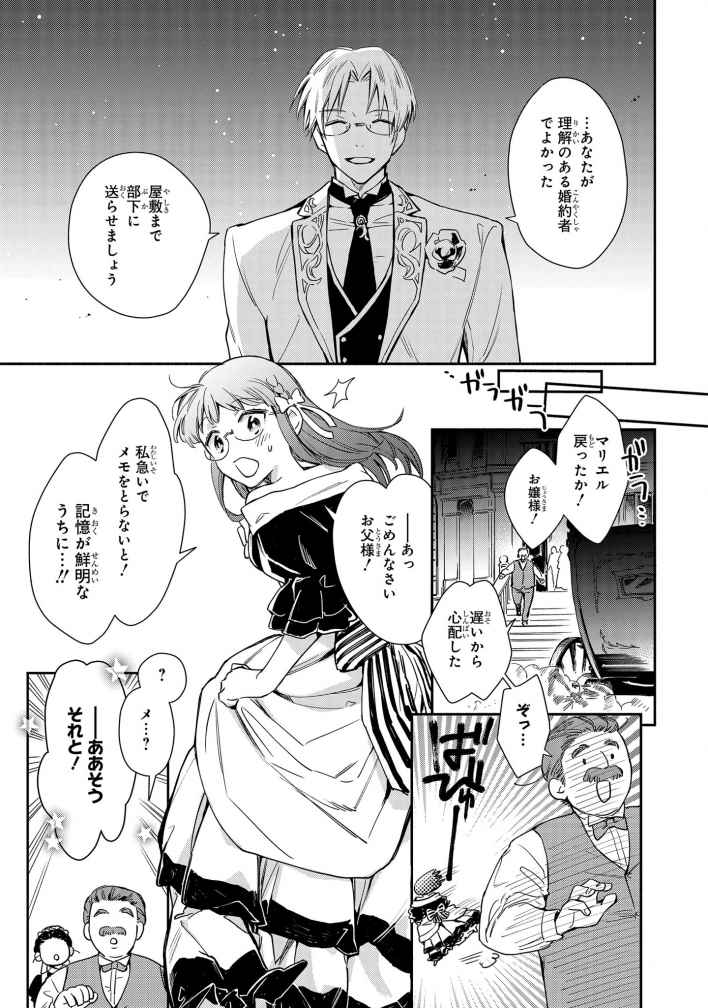 …あなたが
理解のある婚約者
でよかった
屋敷まで
部下に
送らせましょう
ガラガラ
ガラ…
マリエル
戻ったか！
お嬢様！
遅いから
心配した
――あっ
ごめんなさい
お父様！
私急いで
メモをとらないと！
記憶が鮮明な
うちに…!!
ぞっ…
ばびゅーっ
メ…？
？
――ああそう
それと！